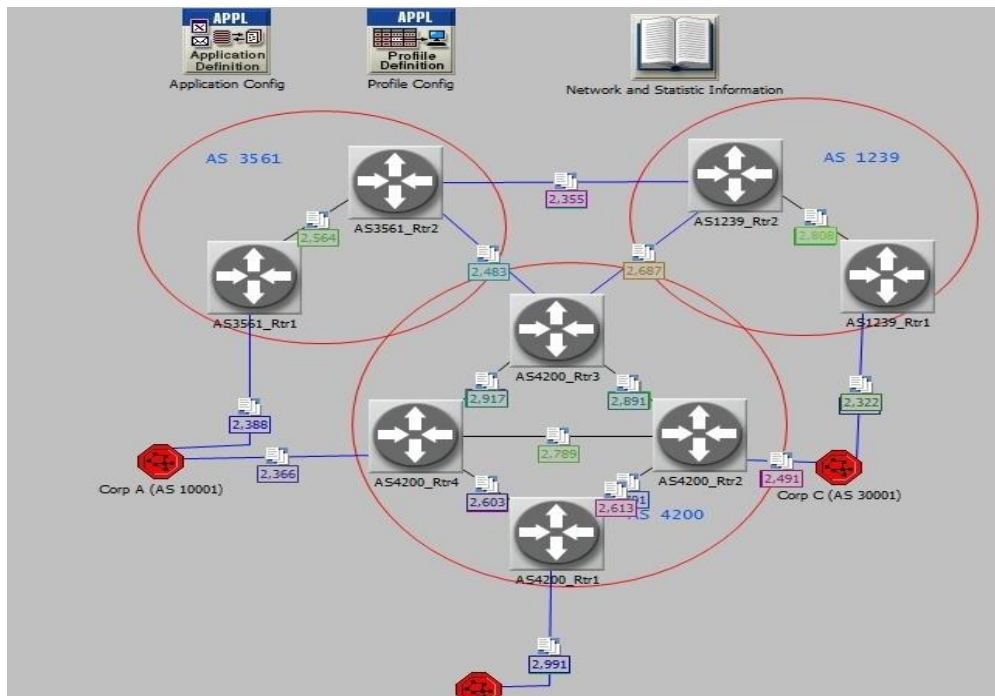 APPL
Application
Definition
Application Config
APPL
Profile
Definition
Profile Config
Network and Statistic Information
AS 3561
AS 1239
AS3561_Rtr2
2,355
AS1239_Rtr2
2,564
2,808
2,483
2,687
AS3561_Rtr1
AS1239_Rtr1
AS4200_Rtr3
2,917
2,891
2,322
2,388
2,366
2,789
Corp A (AS 10001)
AS4200_Rtr4
AS4200_Rtr2
2,491
Corp C (AS 30001)
2,603
2,613
AS 4200
AS4200_Rtr1
2,991